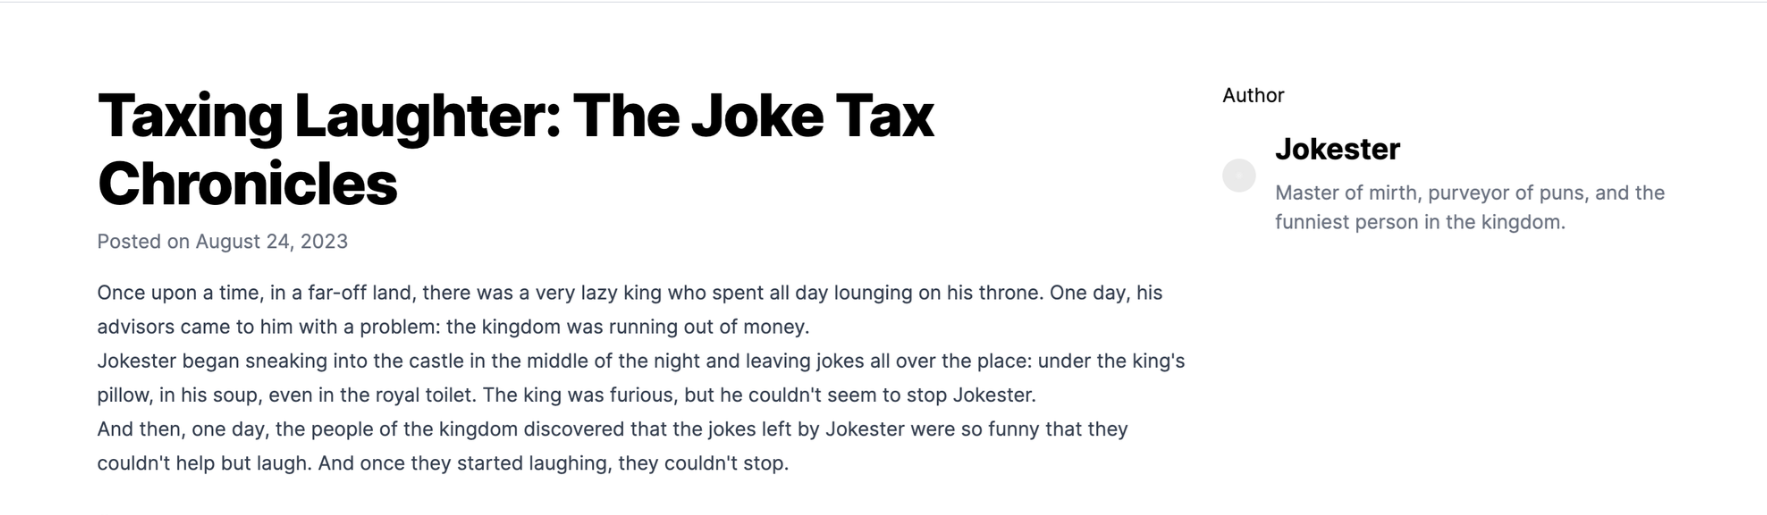 Taxing Laughter: The Joke Tax
Chronicles
Posted on August 24, 2023
Once upon a time, in a far-off land, there was a very lazy king who spent all day lounging on his throne. One day, his
advisors came to him with a problem: the kingdom was running out of money.
Jokester began sneaking into the castle in the middle of the night and leaving jokes all over the place: under the king's
pillow, in his soup, even in the royal toilet. The king was furious, but he couldn't seem to stop Jokester.
And then, one day, the people of the kingdom discovered that the jokes left by Jokester were so funny that they
couldn't help but laugh. And once they started laughing, they couldn't stop.
Author
Jokester
Master of mirth, purveyor of puns, and the
funniest person in the kingdom.